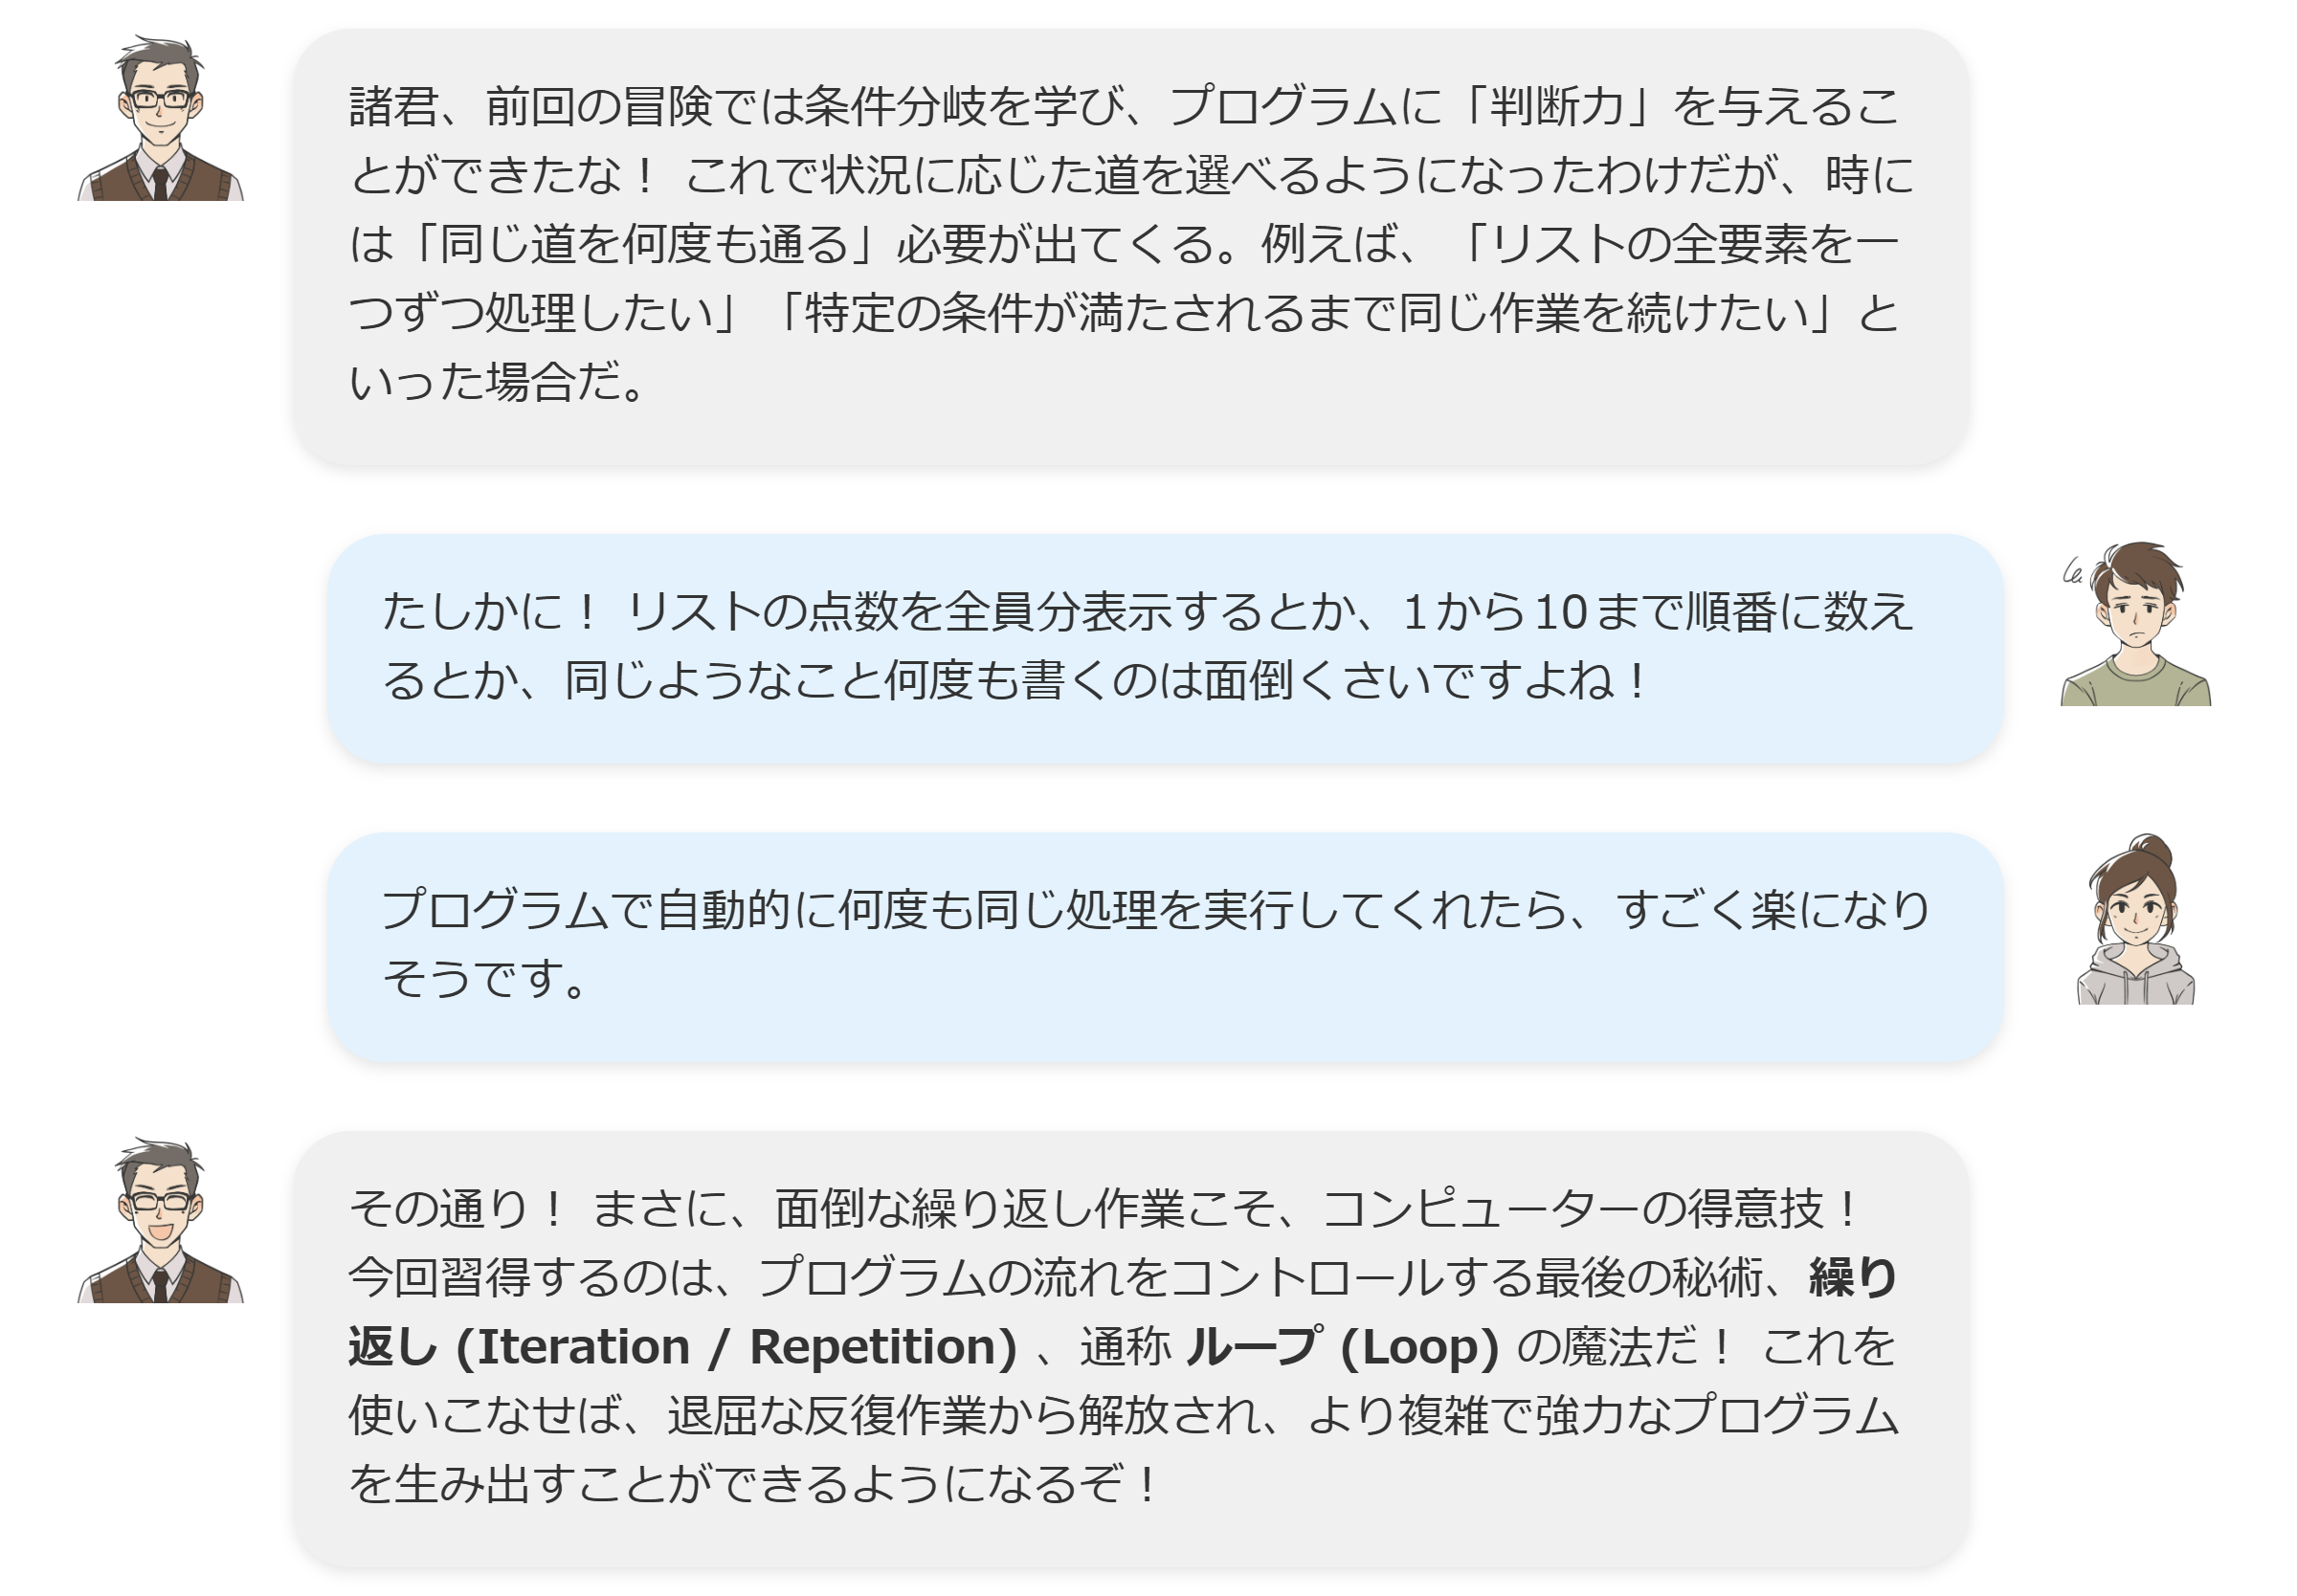 諸君、前回の冒険では条件分岐を学び、プログラムに「判断力」を与えるこ
とができたな！ これで状況に応じた道を選べるようになったわけだが、時に
は「同じ道を何度も通る」必要が出てくる。例えば、「リストの全要素を一
つずつ処理したい」「特定の条件が満たされるまで同じ作業を続けたい」と
いった場合だ。
たしかに！ リストの点数を全員分表示するとか、1から10まで順番に数え
るとか、同じようなこと何度も書くのは面倒くさいですよね！
プログラムで自動的に何度も同じ処理を実行してくれたら、すごく楽になり
そうです。
その通り！ まさに、面倒な繰り返し作業こそ、コンピューターの得意技！
今回習得するのは、プログラムの流れをコントロールする最後の秘術、繰り
返し (Iteration / Repetition) 、通称 ループ (Loop) の魔法だ！ これを
使いこなせば、退屈な反復作業から解放され、より複雑で強力なプログラム
を生み出すことができるようになるぞ！